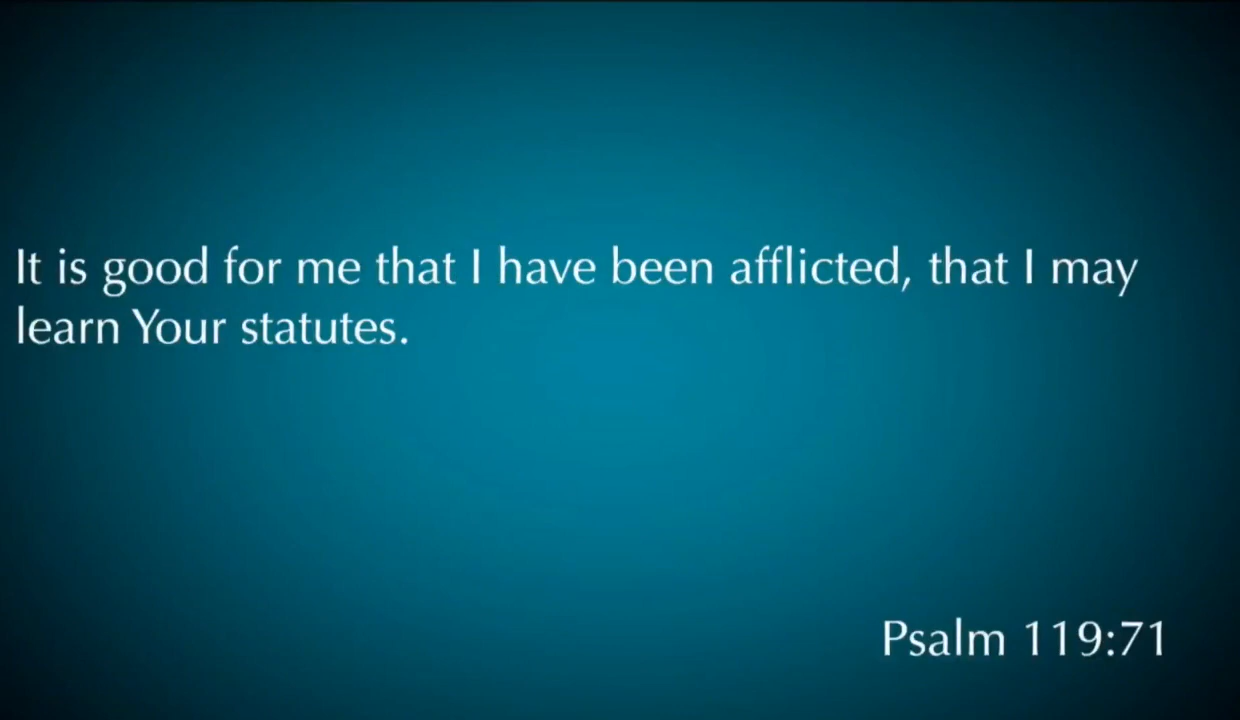 It is good for me that I have been afflicted, that I may
learn Your statutes.
Psalm 119:71